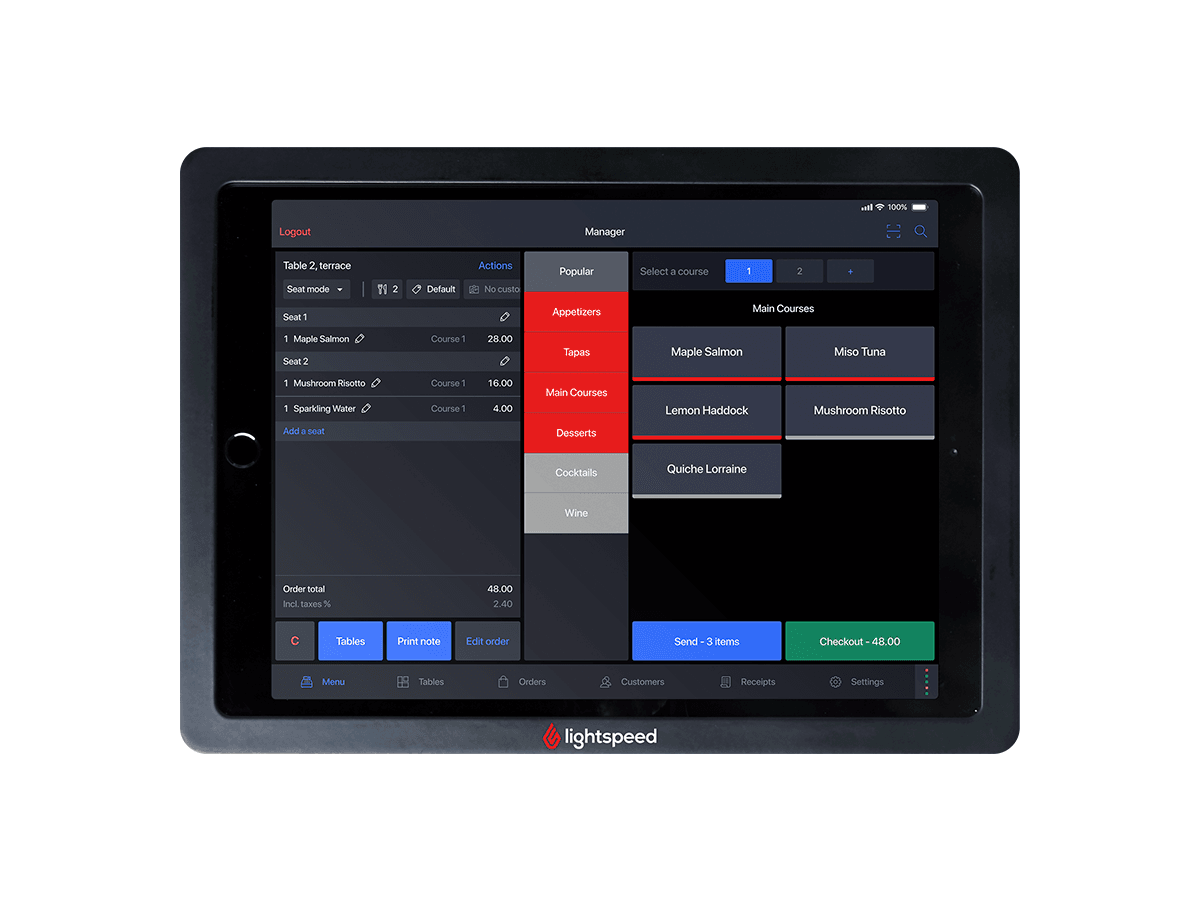 100%
Logout
Manager
Table 2, terrace
Actions
Seat mode
2
Default
No custo
Seat 1
1 Maple Salmon
Course 1
28.00
Seat 2
1 Mushroom Risotto
Course 1
16.00
1 Sparkling Water
Course 1
4.00
Add a seat
Order total
48.00
Incl. taxes %
2.40
C
Tables
Print note
Edit order
Popular
Appetizers
Tapas
Main Courses
Desserts
Cocktails
Wine
Select a course
1
2
+
Main Courses
Maple Salmon
Miso Tuna
Lemon Haddock
Mushroom Risotto
Quiche Lorraine
Send - 3 items
Checkout - 48.00
Menu
Tables
Orders
Customers
Receipts
Settings
lightspeed